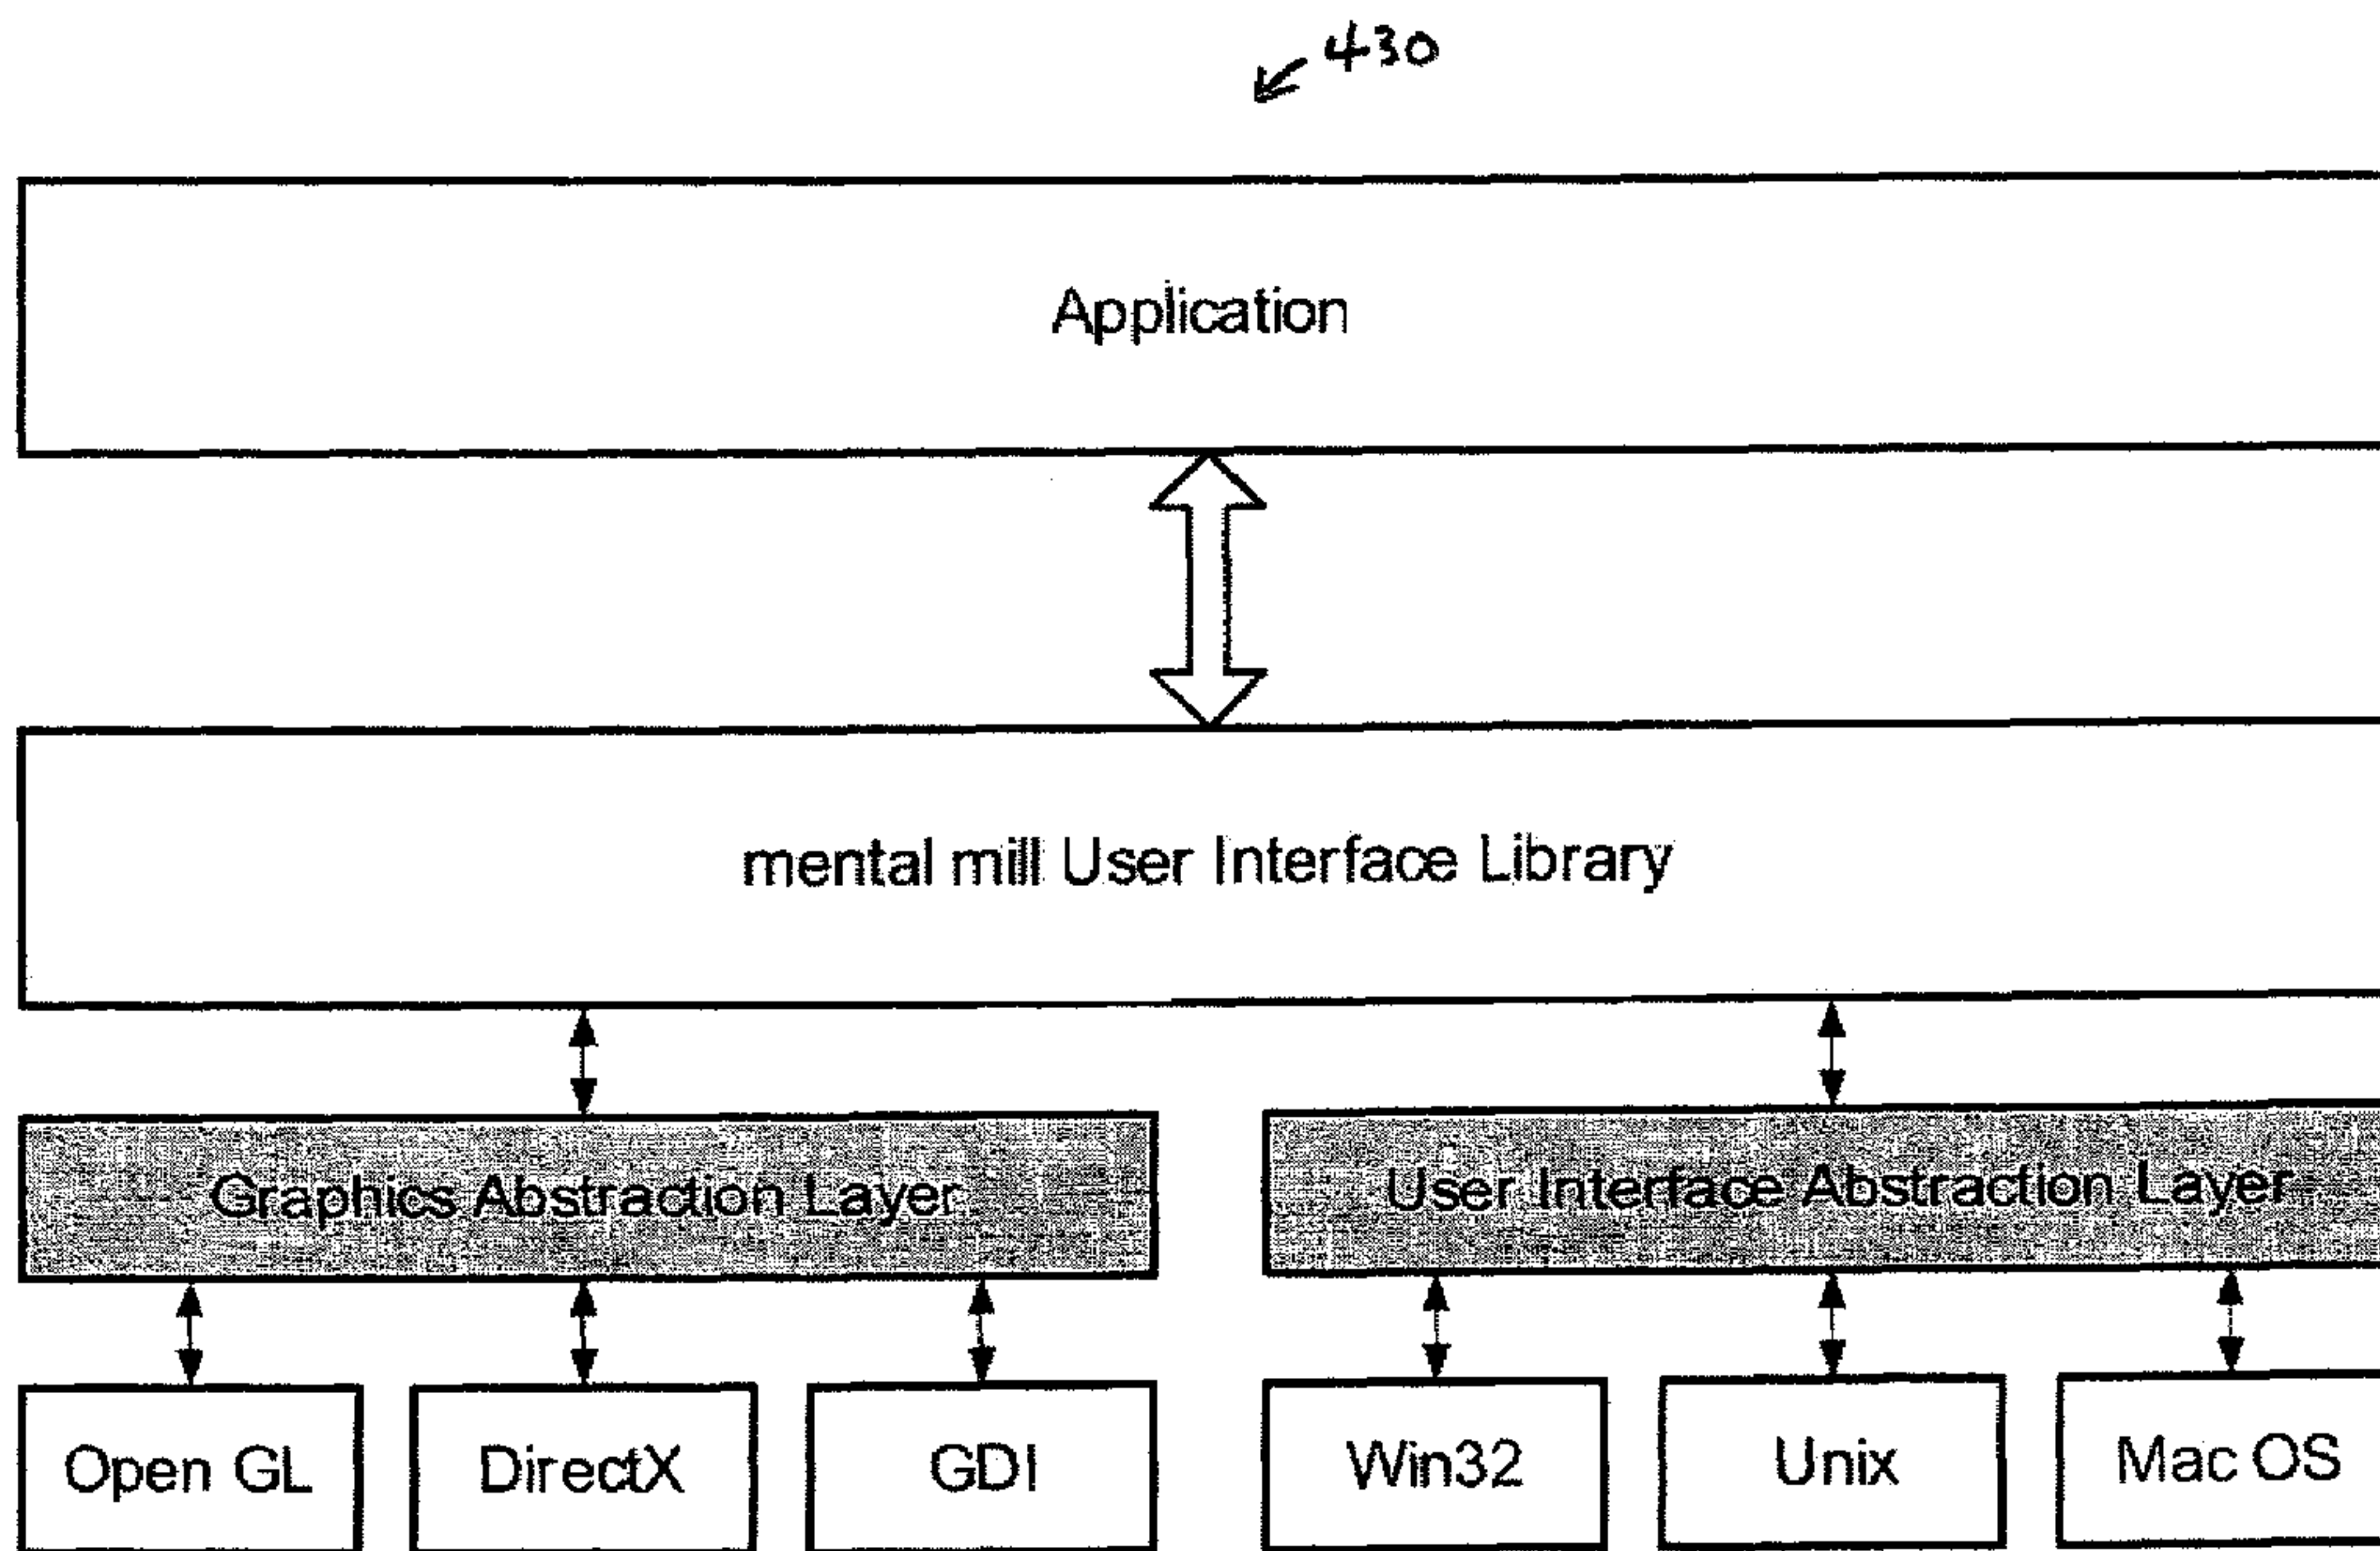 430
Application
mental mill User Interface Library
Graphics Abstraction Layer
User Interface Abstraction Layer
Open GL
DirectX
GDI
Win32
Unix
Mac OS